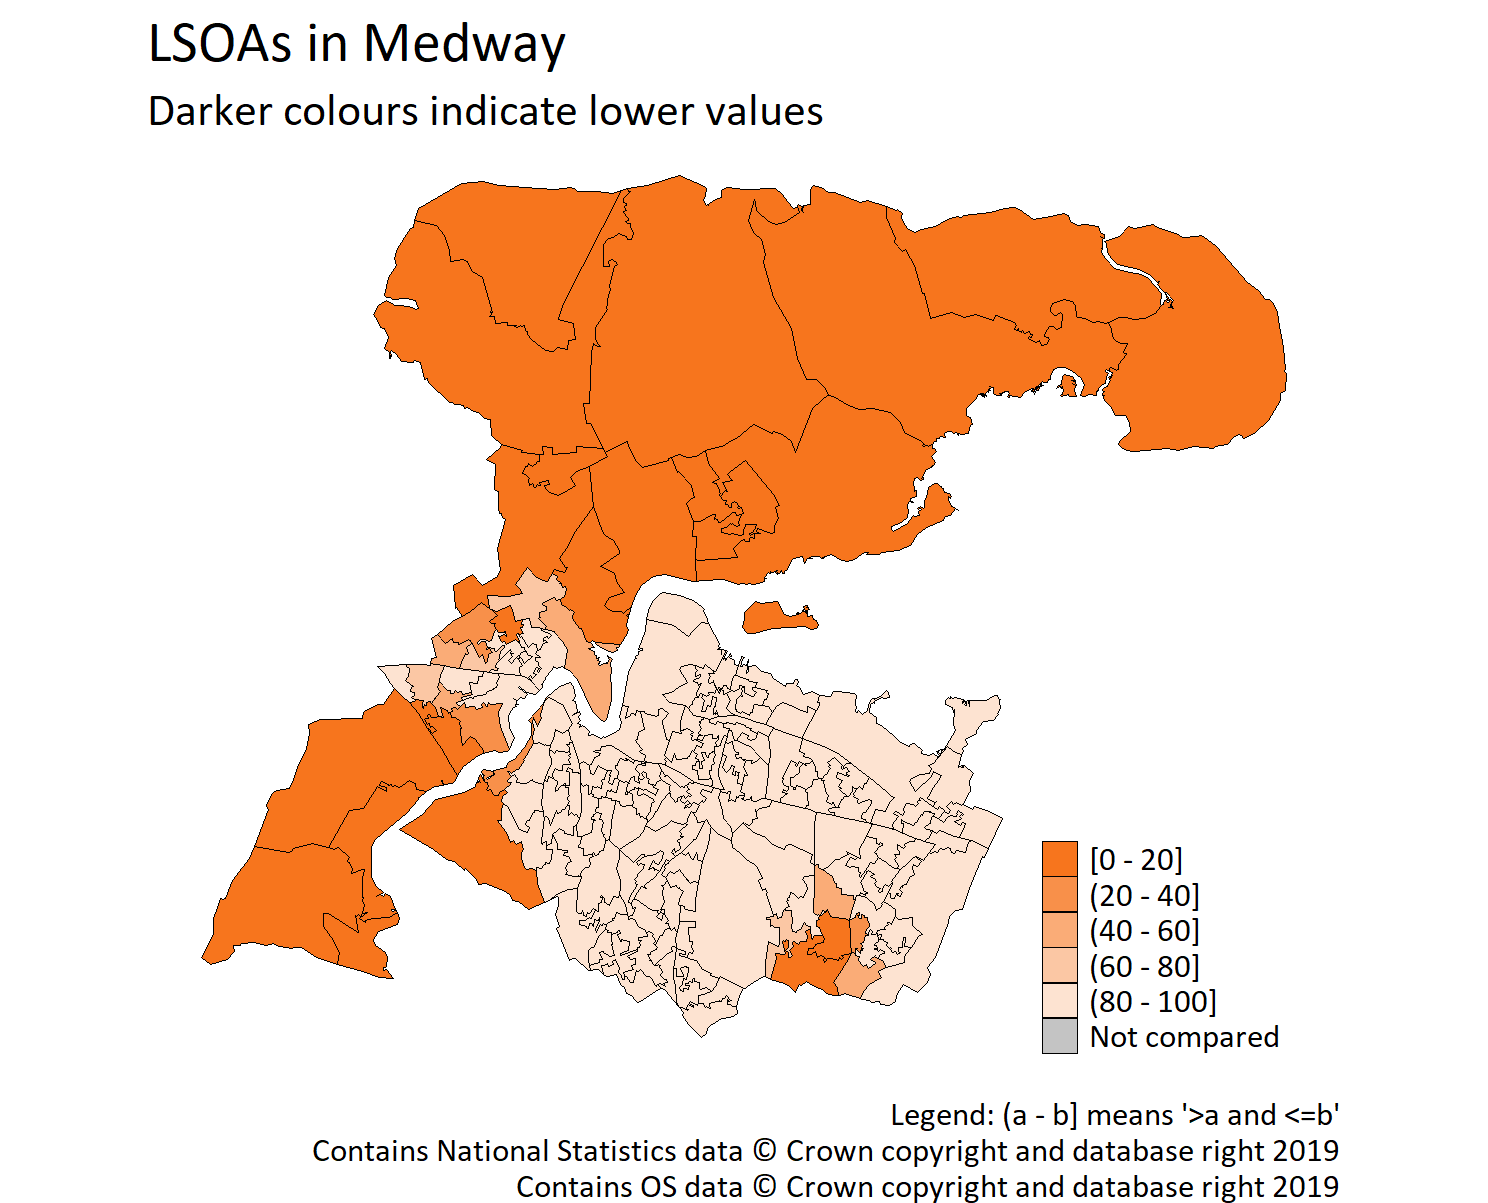 LSOAs in Medway
Darker colours indicate lower values
[0 - 20]
(20 - 40]
(40 - 60]
(60 - 80]
(80 - 100]
Not compared
Legend: (a - b] means '>a and <=b'
Contains National Statistics data © Crown copyright and database right 2019
Contains OS data © Crown copyright and database right 2019